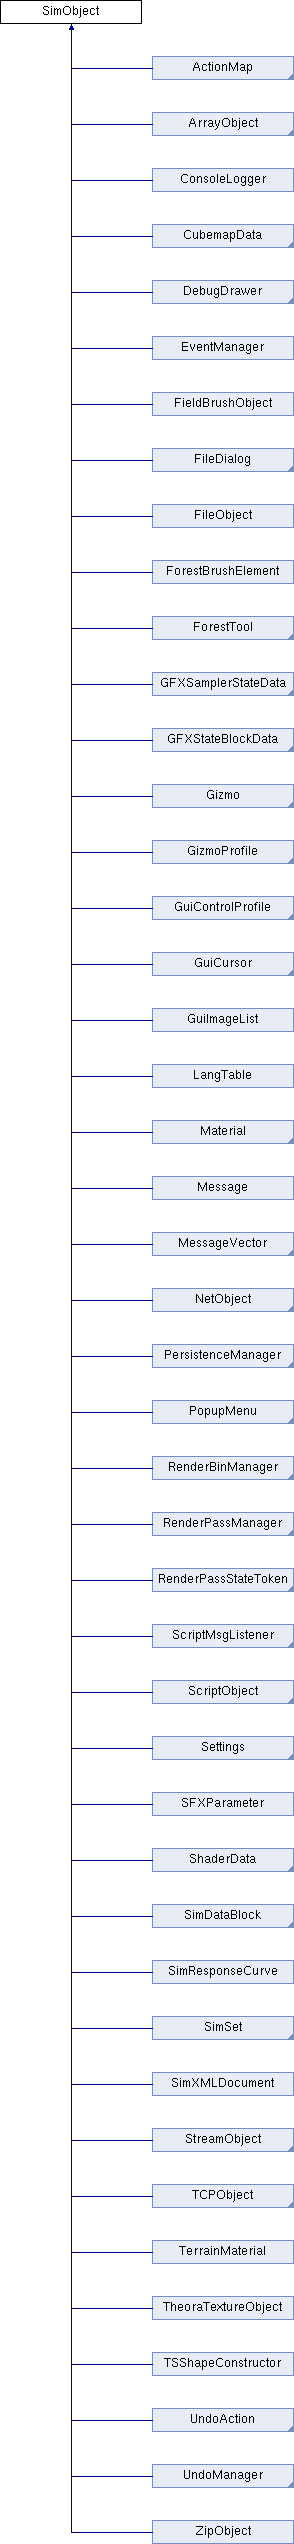 SimObject
ActionMap
ArrayObject
ConsoleLogger
CubemapData
DebugDrawer
EventManager
FieldBrushObject
FileDialog
FileObject
ForestBrushElement
ForestTool
GFXSamplerStateData
GFXStateBlockData
Gizmo
GizmoProfile
GuiControlProfile
GuiCursor
GuiImageList
LangTable
Material
Message
MessageVector
NetObject
PersistenceManager
PopupMenu
RenderBinManager
RenderPassManager
RenderPassStateToken
ScriptMsgListener
ScriptObject
Settings
SFXParameter
ShaderData
SimDataBlock
SimResponseCurve
SimSet
SimXMLDocument
StreamObject
TCPObject
TerrainMaterial
TheoraTextureObject
TSShapeConstructor
UndoAction
UndoManager
ZipObject